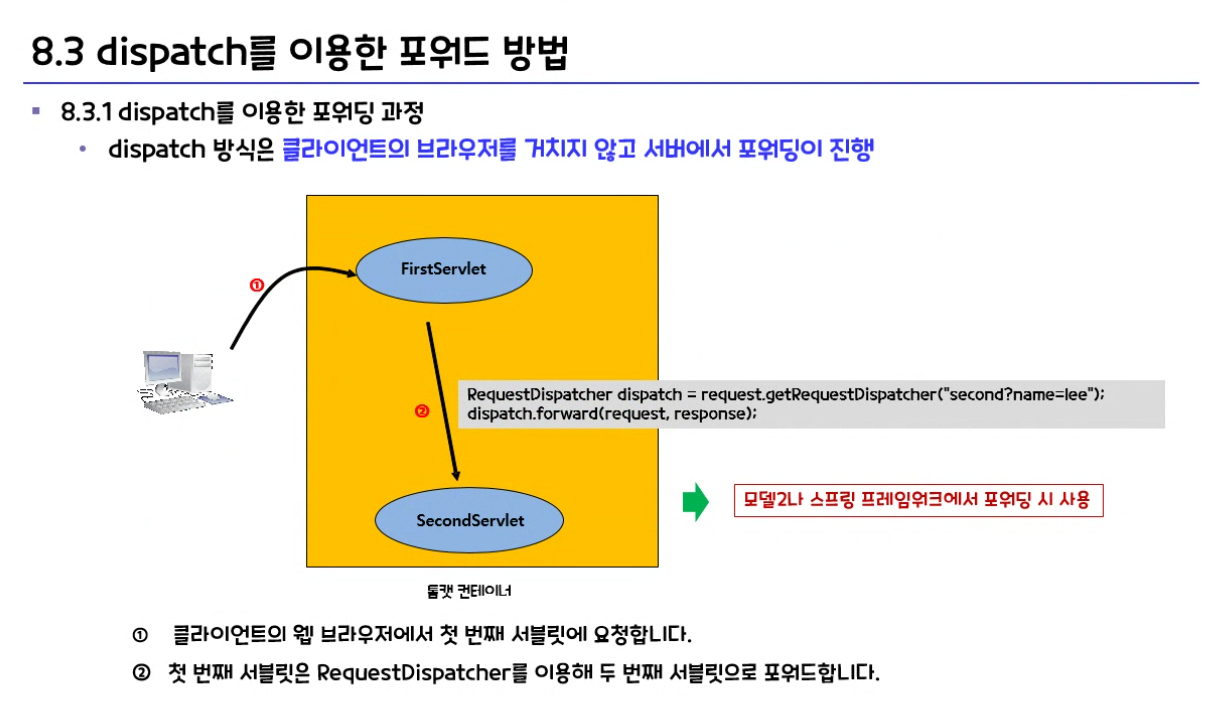 8.3 dispatch를 이용한 포워드 방법
▪ 8.3.1 dispatch를 이용한 포워딩 과정
• dispatch 방식은 클라이언트의 브라우저를 거치지 않고 서버에서 포워딩이 진행
FirstServlet
①
RequestDispatcher dispatch = request.getRequestDispatcher("second?name=lee");
dispatch.forward(request, response);
②
모델2나 스프링 프레임워크에서 포워딩 시 사용
SecondServlet
톰캣 컨테이너
① 클라이언트의 웹 브라우저에서 첫 번째 서블릿에 요청합니다.
② 첫 번째 서블릿은 RequestDispatcher를 이용해 두 번째 서블릿으로 포워드합니다.